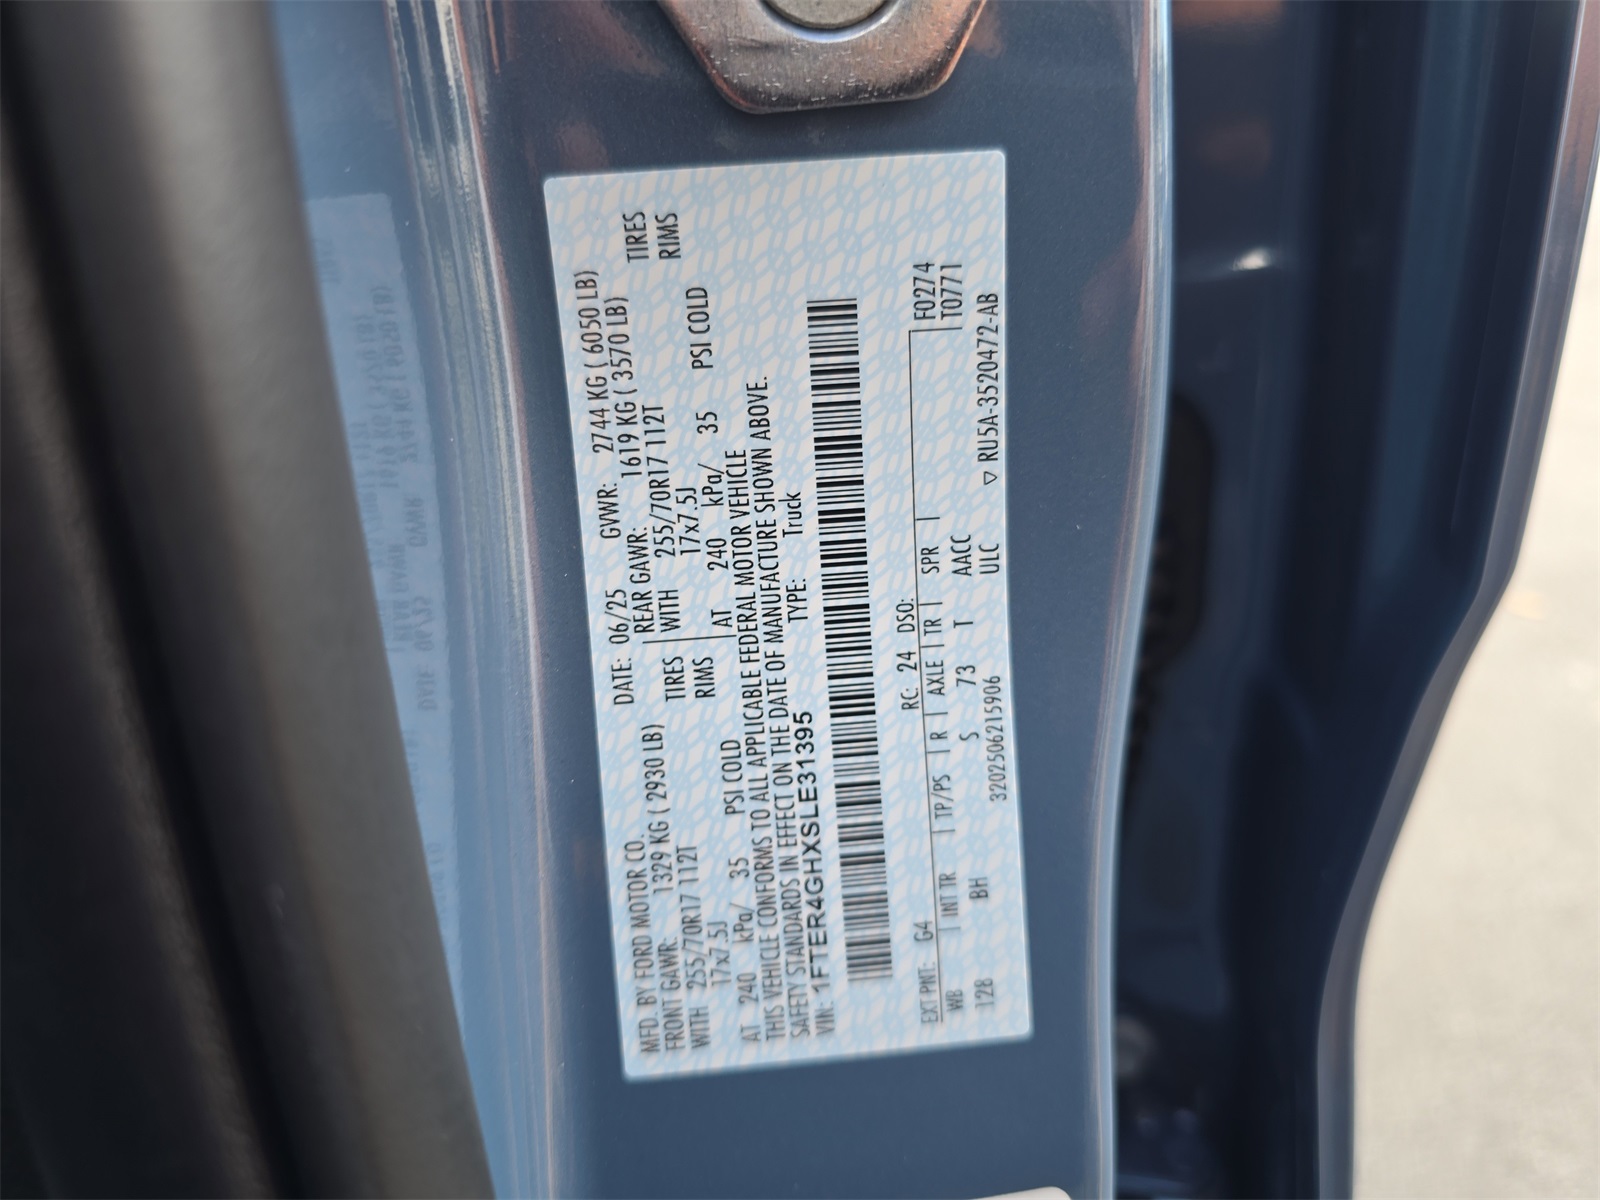 MFD. BY FORD MOTOR CO.
DATE: 06/25 GVWR: 2744 KG ( 6050 LB)
FRONT GAWR: 1329 KG ( 2930 LB)
REAR GAWR: 1619 KG ( 3570 LB)
WITH 255/70R17 112T TIRES
WITH 255/70R17 112T TIRES
17x7.5J RIMS
17x7.5J RIMS
AT 240 kPa/ 35 PSI COLD
AT 240 kPa/ 35 PSI COLD
THIS VEHICLE CONFORMS TO ALL APPLICABLE FEDERAL MOTOR VEHICLE
SAFETY STANDARDS IN EFFECT ON THE DATE OF MANUFACTURE SHOWN ABOVE.
VIN: 1FTER4GHXSLE31395 TYPE: Truck
F0274
T0771
EXT PNT: G4 RC: 24 DSO:
WB | INT TR | TP/PS | R | AXLE | TR | SPR |
128 BH S 73 T AACC
320250621590​6 ULC ▽ RU5A-3520472-AB